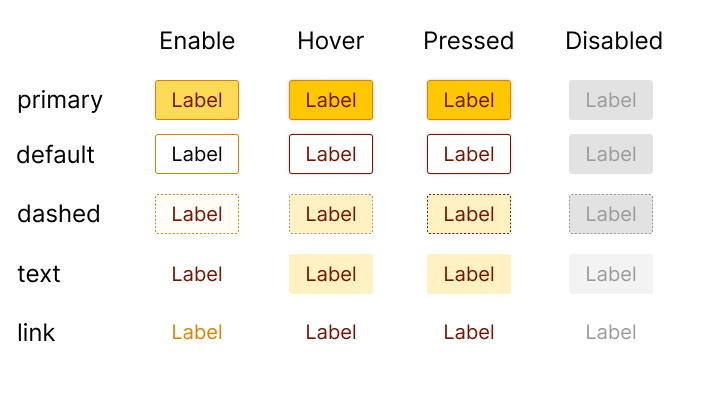 Enable Hover Pressed Disabled
primary Label Label Label Label
default Label Label Label Label
dashed Label Label Label Label
text Label Label Label Label
link Label Label Label Label